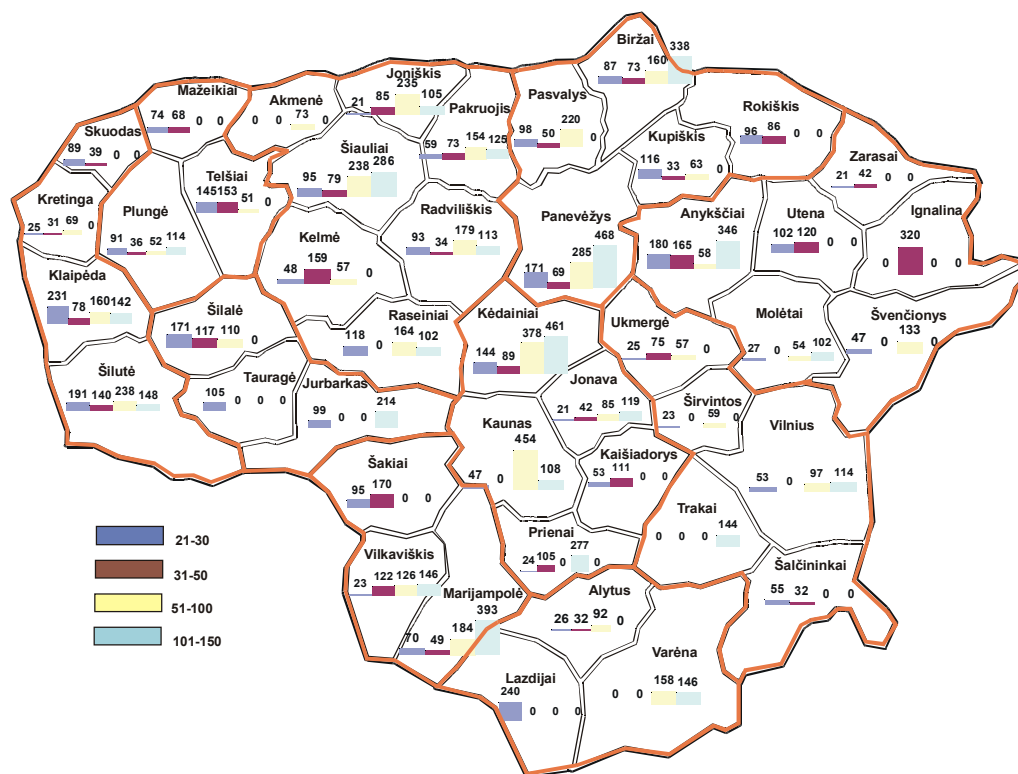 Biržai
338
160
87 73
Joniškis
235
85
105
21
Mažeikiai
74 68 0 0
Akmenė
0 0 73 0
Pasvalys
220
98 50 0
Pakruojis
59 73 154 125
Rokiškis
96 86 0 0
Skuodas
89 39 0 0
Šiauliai
95 79 238 286
Kupiškis
116 33 63 0
Zarasai
21 42 0 0
Telšiai
145 153 51 0
Kretinga
25 31 69 0
Plungė
91 36 52 114
Radviliškis
93 34 179 113
Panevėžys
171 69 285 468
Anykščiai
180 165 58 346
Utena
102 120 0 0
Ignalina
0 320 0 0
Kelmė
48 159 57 0
Klaipėda
231 78 160 142
Šilalė
171 117 110 0
Raseiniai
118 0 164 102
Kėdainiai
144 89 378 461
Ukmergė
25 75 57 0
Molėtai
27 0 54 102
Švenčionys
47 0 133 0
Šilutė
191 140 238 148
Tauragė
105 0 0 0
Jurbarkas
99 0 0 214
Jonava
21 42 85 119
Širvintos
23 0 59 0
Kaunas
47 0 454 108
Kaišiadorys
53 111 0 0
Vilnius
53 0 97 114
Šakiai
95 170 0 0
Trakai
0 0 0 144
Prienai
24 105 0 277 0
Vilkaviškis
23 122 126 146
Šalčininkai
55 32 0 0
Marijampolė
70 49 184 393
Alytus
26 32 92 0
Varėna
0 0 158 146
Lazdijai
240 0 0 0
21-30
31-50
51-100
101-150